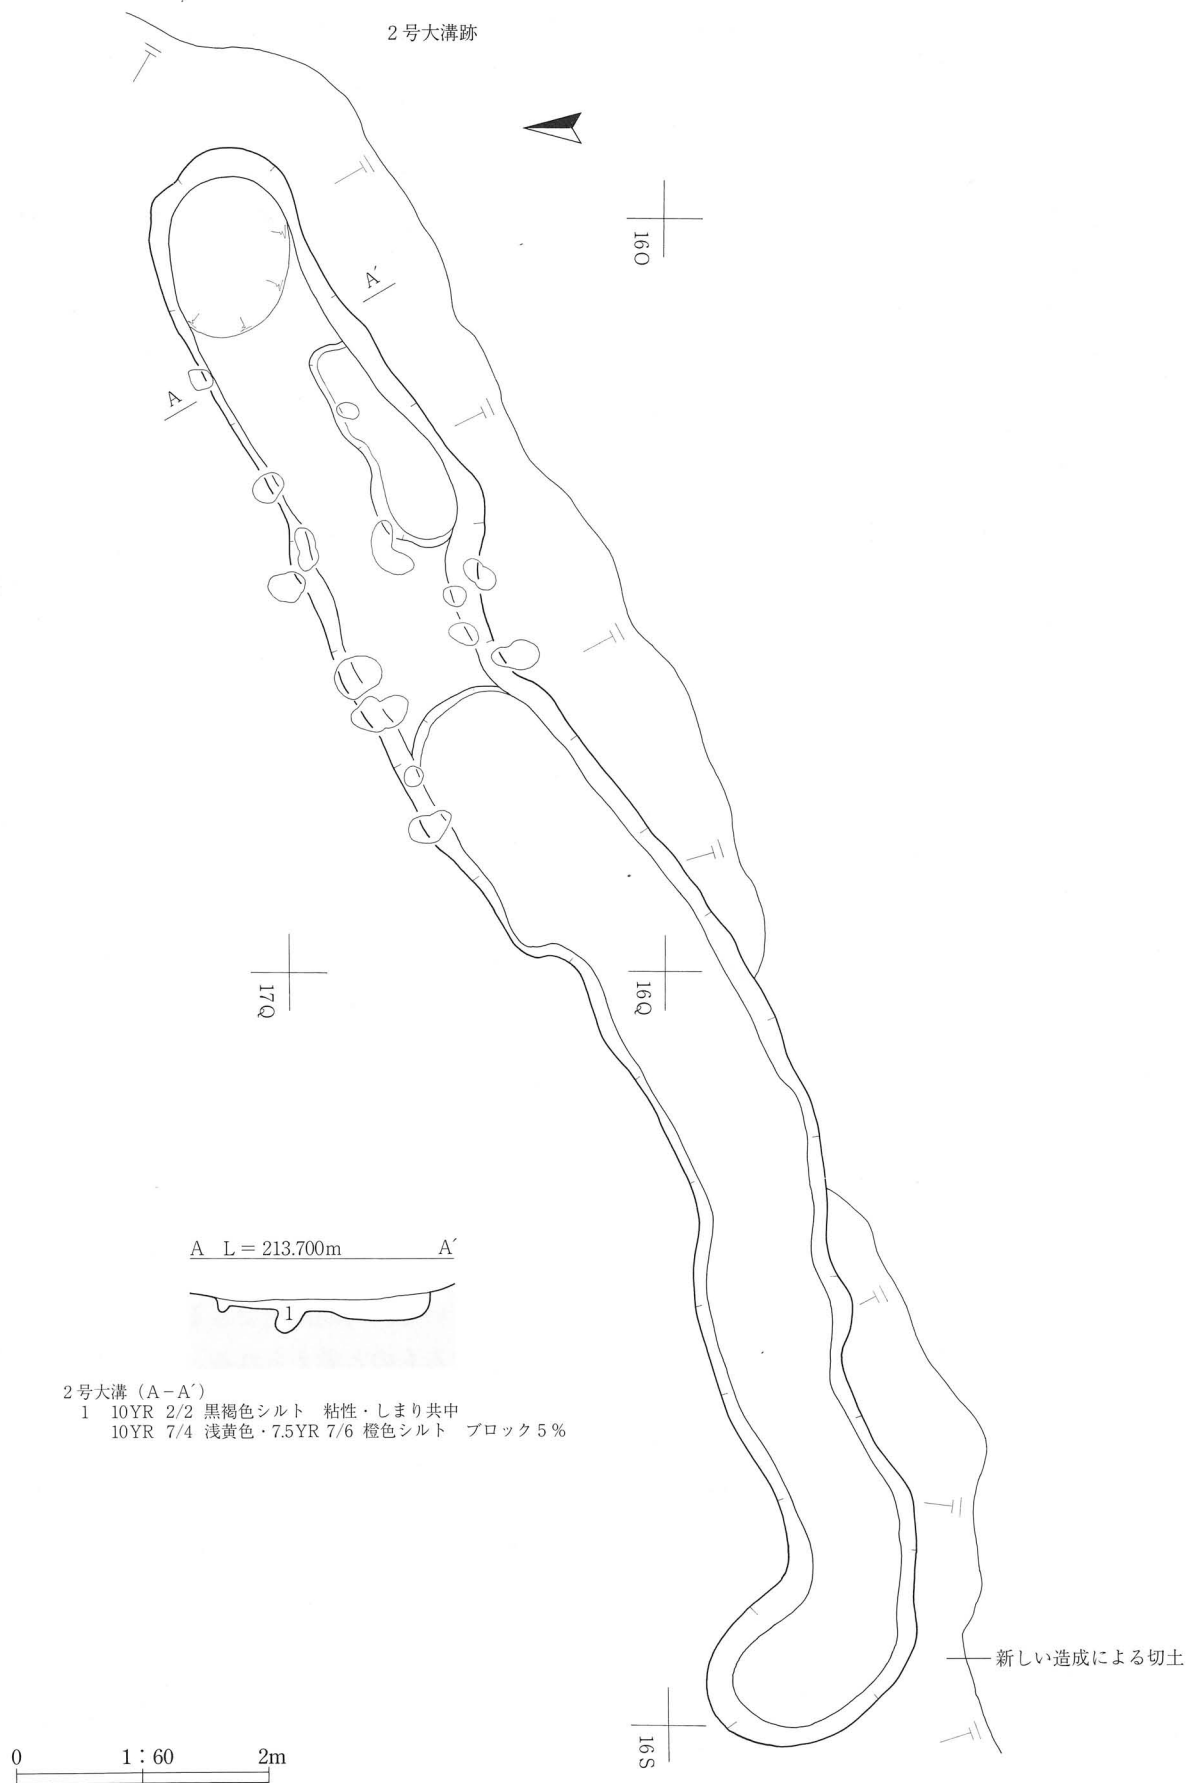 2号大溝跡
16O
A´
A
17Q
16Q
A L＝213.700m A´
1
2号大溝（A－A´）
1 10YR 2/2 黒褐色シルト 粘性・しまり共中
10YR 7/4 浅黄色・7.5YR 7/6 橙色シルト ブロック5％
新しい造成による切土
16S
0 1：60 2m